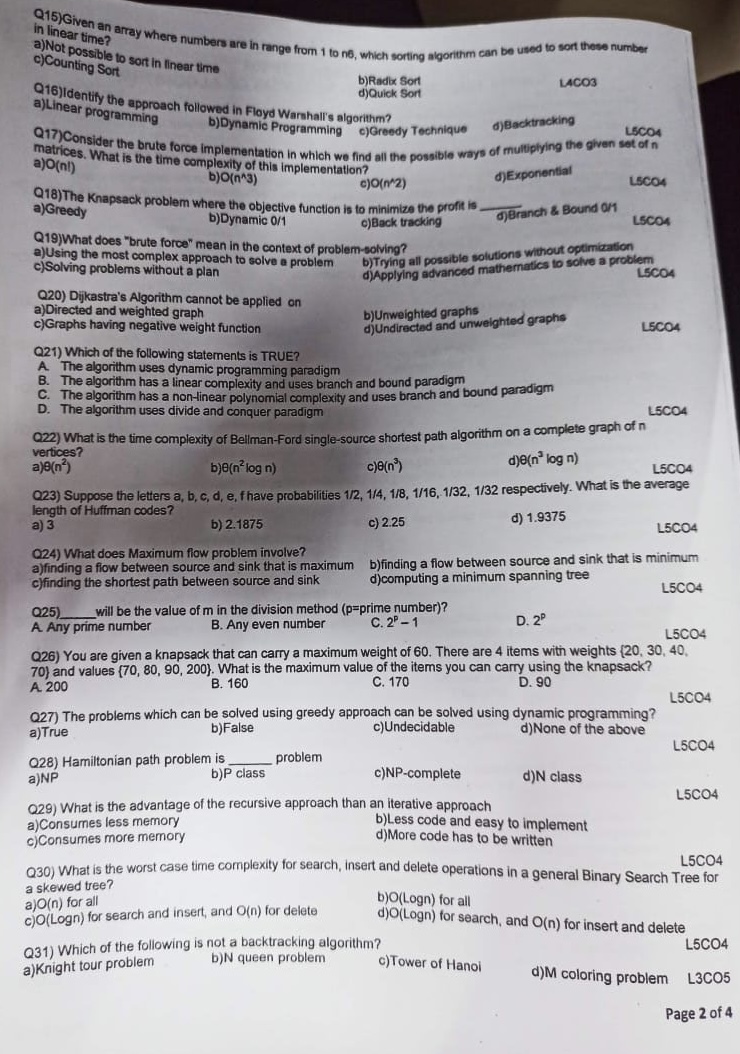 Q15)Given an array where numbers are in range from 1 to n6, which sorting algorithm can be used to sort these number
in linear time?
a)Not possible to sort in linear time
b)Radix Sort
c)Counting Sort
d)Quick Sort
L4CO3
Q16)Identify the approach followed in Floyd Warshall's algorithm?
a)Linear programming b)Dynamic Programming c)Greedy Technique d)Backtracking
L5CO4
Q17)Consider the brute force implementation in which we find all the possible ways of multiplying the given set of n
matrices. What is the time complexity of this implementation?
a)O(n!) b)O(n^3) c)O(n^2) d)Exponential
L5CO4
Q18)The Knapsack problem where the objective function is to minimize the profit is ______
a)Greedy b)Dynamic 0/1 c)Back tracking d)Branch & Bound 0/1
L5CO4
Q19)What does "brute force" mean in the context of problem-solving?
a)Using the most complex approach to solve a problem b)Trying all possible solutions without optimization
c)Solving problems without a plan d)Applying advanced mathematics to solve a problem
L5CO4
Q20) Dijkastra's Algorithm cannot be applied on
a)Directed and weighted graph b)Unweighted graphs
c)Graphs having negative weight function d)Undirected and unweighted graphs
L5CO4
Q21) Which of the following statements is TRUE?
A. The algorithm uses dynamic programming paradigm
B. The algorithm has a linear complexity and uses branch and bound paradigm
C. The algorithm has a non-linear polynomial complexity and uses branch and bound paradigm
D. The algorithm uses divide and conquer paradigm
L5CO4
Q22) What is the time complexity of Bellman-Ford single-source shortest path algorithm on a complete graph of n
vertices?
a)θ(n²) b)θ(n² log n) c)θ(n³) d)θ(n³ log n)
L5CO4
Q23) Suppose the letters a, b, c, d, e, f have probabilities 1/2, 1/4, 1/8, 1/16, 1/32, 1/32 respectively. What is the average
length of Huffman codes?
a) 3 b) 2.1875 c) 2.25 d) 1.9375
L5CO4
Q24) What does Maximum flow problem involve?
a)finding a flow between source and sink that is maximum b)finding a flow between source and sink that is minimum
c)finding the shortest path between source and sink d)computing a minimum spanning tree
L5CO4
Q25)_____will be the value of m in the division method (p=prime number)?
A. Any prime number B. Any even number C. 2ᵖ – 1 D. 2ᵖ
L5CO4
Q26) You are given a knapsack that can carry a maximum weight of 60. There are 4 items with weights {20, 30, 40,
70} and values {70, 80, 90, 200}. What is the maximum value of the items you can carry using the knapsack?
A. 200 B. 160 C. 170 D. 90
L5CO4
Q27) The problems which can be solved using greedy approach can be solved using dynamic programming?
a)True b)False c)Undecidable d)None of the above
L5CO4
Q28) Hamiltonian path problem is ______ problem
a)NP b)P class c)NP-complete d)N class
L5CO4
Q29) What is the advantage of the recursive approach than an iterative approach
a)Consumes less memory b)Less code and easy to implement
c)Consumes more memory d)More code has to be written
L5CO4
Q30) What is the worst case time complexity for search, insert and delete operations in a general Binary Search Tree for
a skewed tree?
a)O(n) for all b)O(Logn) for all
c)O(Logn) for search and insert, and O(n) for delete d)O(Logn) for search, and O(n) for insert and delete
L5CO4
Q31) Which of the following is not a backtracking algorithm?
a)Knight tour problem b)N queen problem c)Tower of Hanoi d)M coloring problem L3CO5
Page 2 of 4